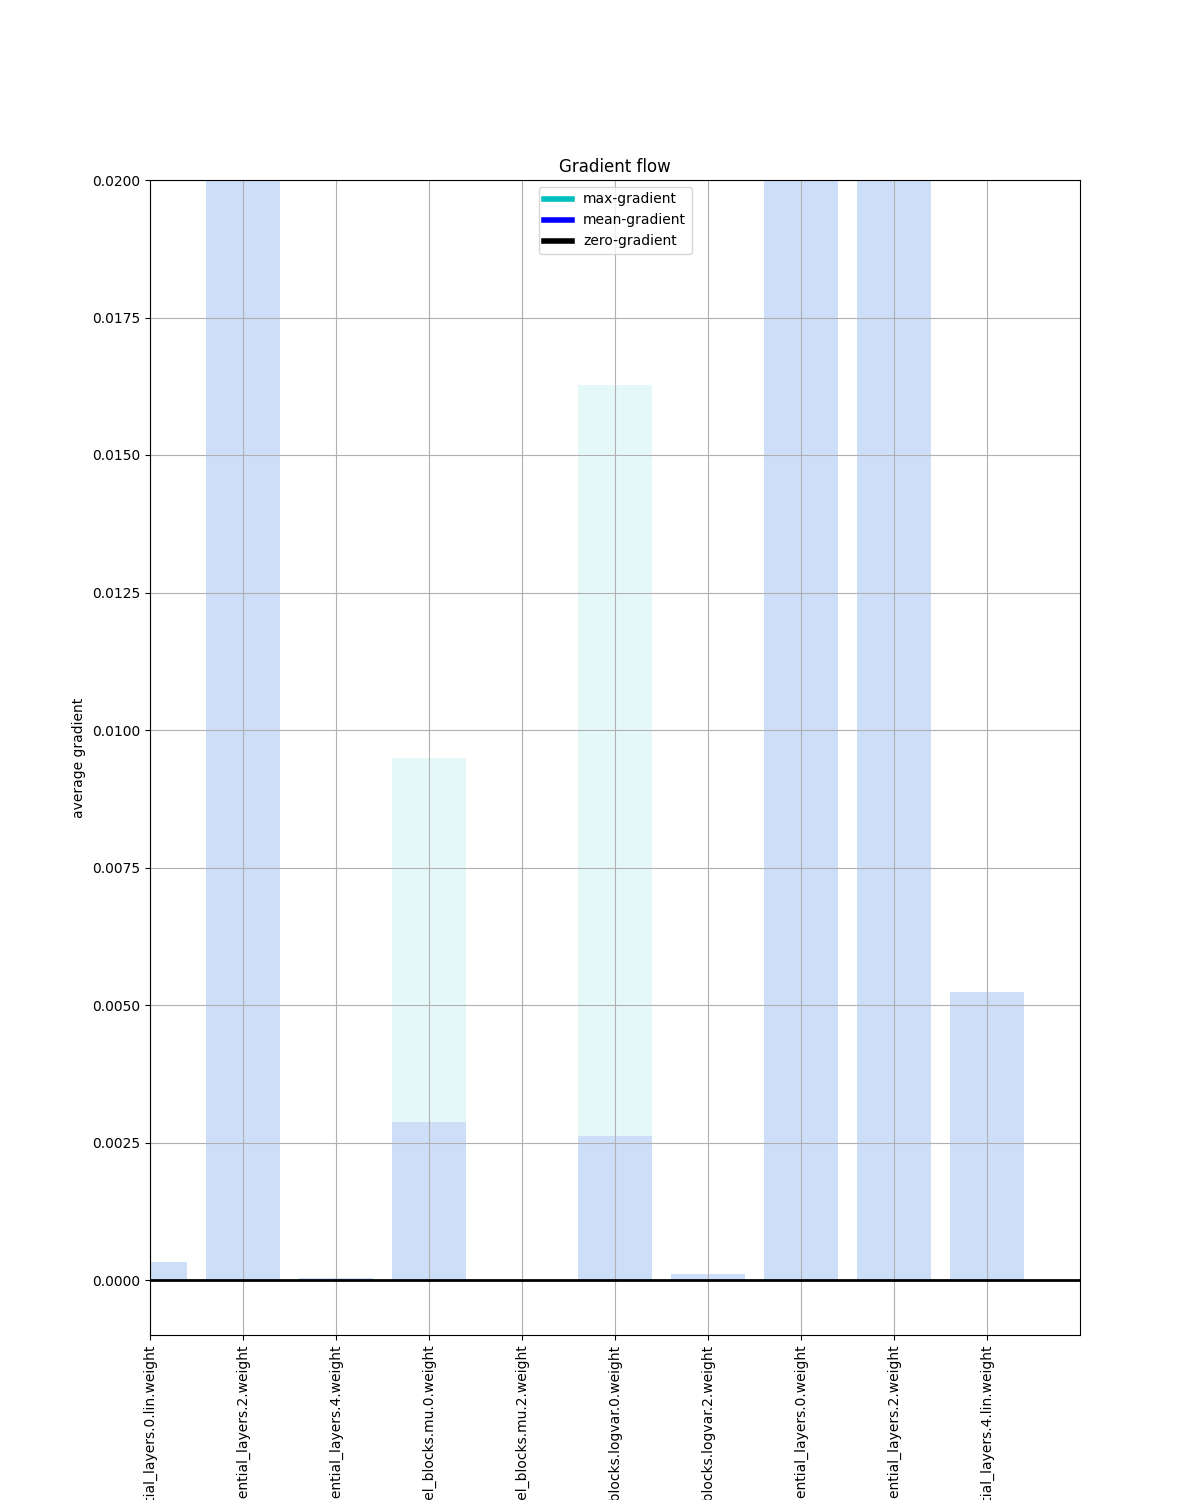 Gradient flow
max-gradient
mean-gradient
zero-gradient
0.0200
0.0175
0.0150
0.0125
0.0100
0.0075
0.0050
0.0025
0.0000
average gradient
tial_layers.0.lin.weight
ential_layers.2.weight
ential_layers.4.weight
el_blocks.mu.0.weight
el_blocks.mu.2.weight
blocks.logvar.0.weight
blocks.logvar.2.weight
ential_layers.0.weight
ential_layers.2.weight
tial_layers.4.lin.weight